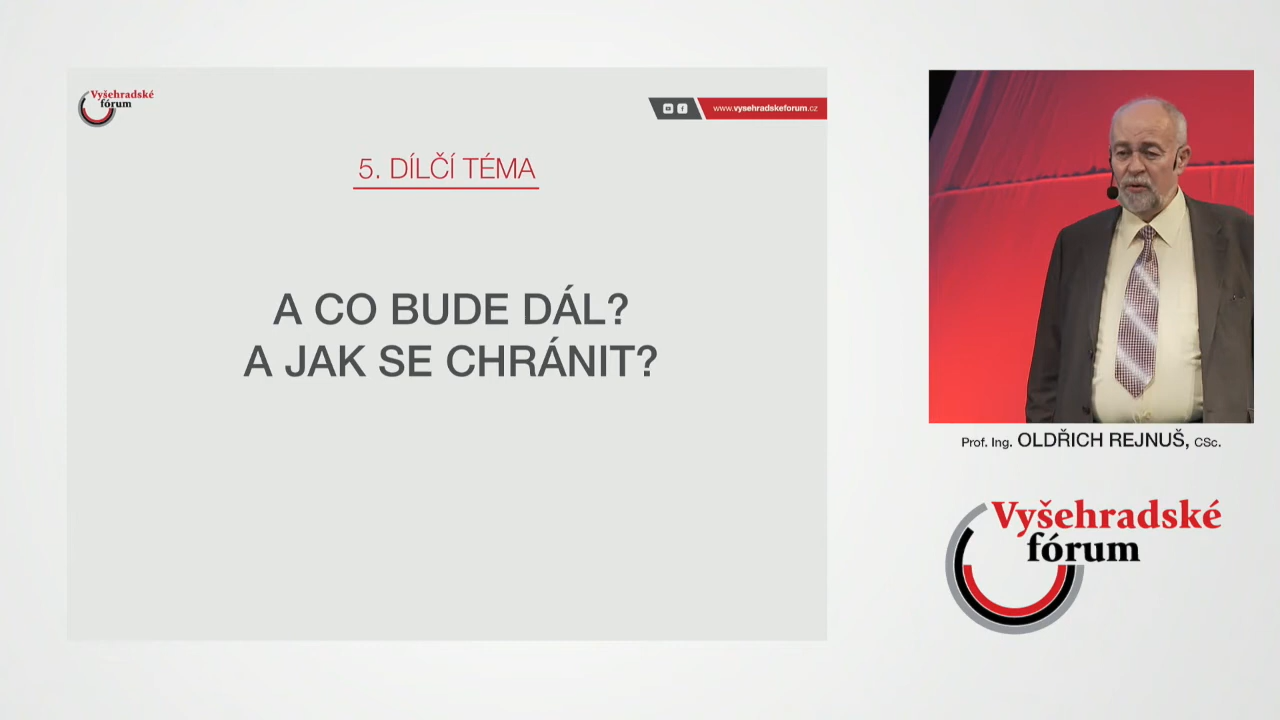 Vyšehradské
fórum
www.vysehradskeforum.cz
5. DÍLČÍ TÉMA
A CO BUDE DÁL?
A JAK SE CHRÁNIT?
Prof. Ing. OLDŘICH REJNUŠ, CSc.
Vyšehradské
fórum